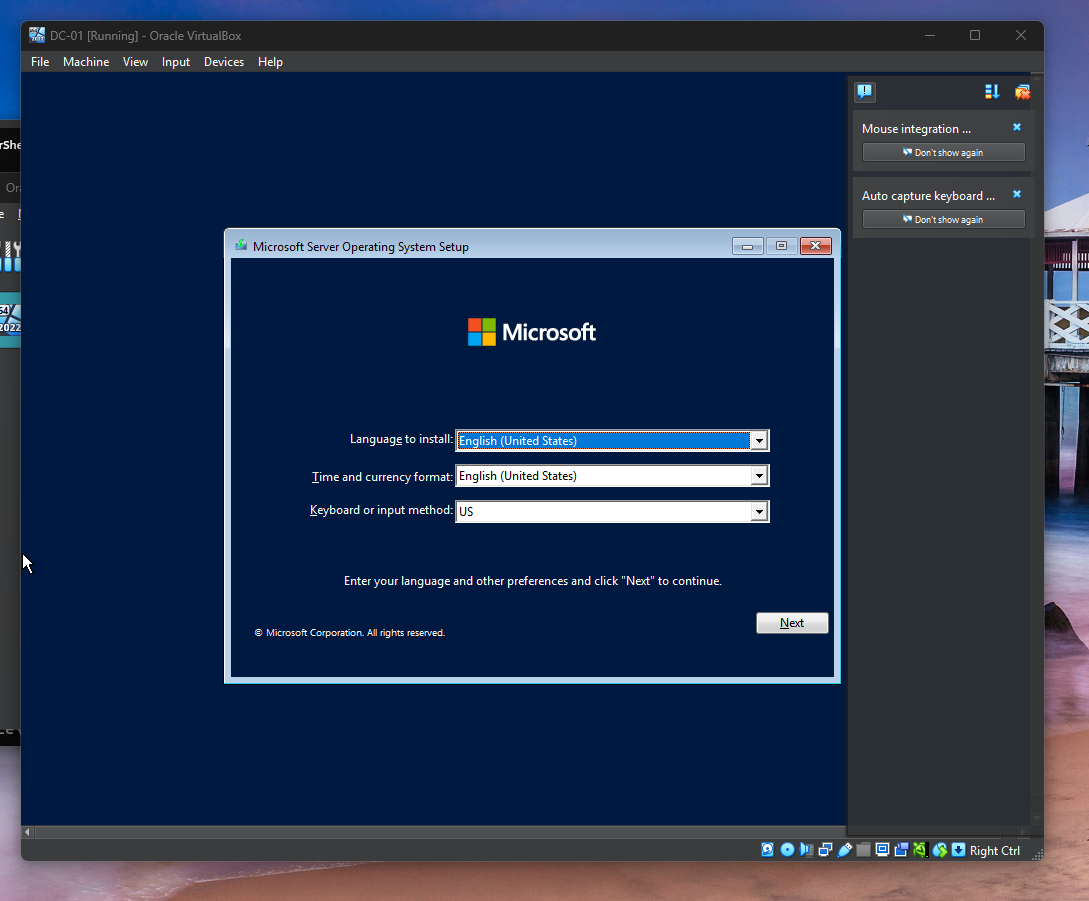 DC-01 [Running] - Oracle VirtualBox
File Machine View Input Devices Help
Mouse integration ...
Don't show again
Auto capture keyboard ...
Don't show again
Microsoft Server Operating System Setup
Microsoft
Language to install: English (United States)
Time and currency format: English (United States)
Keyboard or input method: US
Enter your language and other preferences and click "Next" to continue.
Next
© Microsoft Corporation. All rights reserved.
Right Ctrl
2022